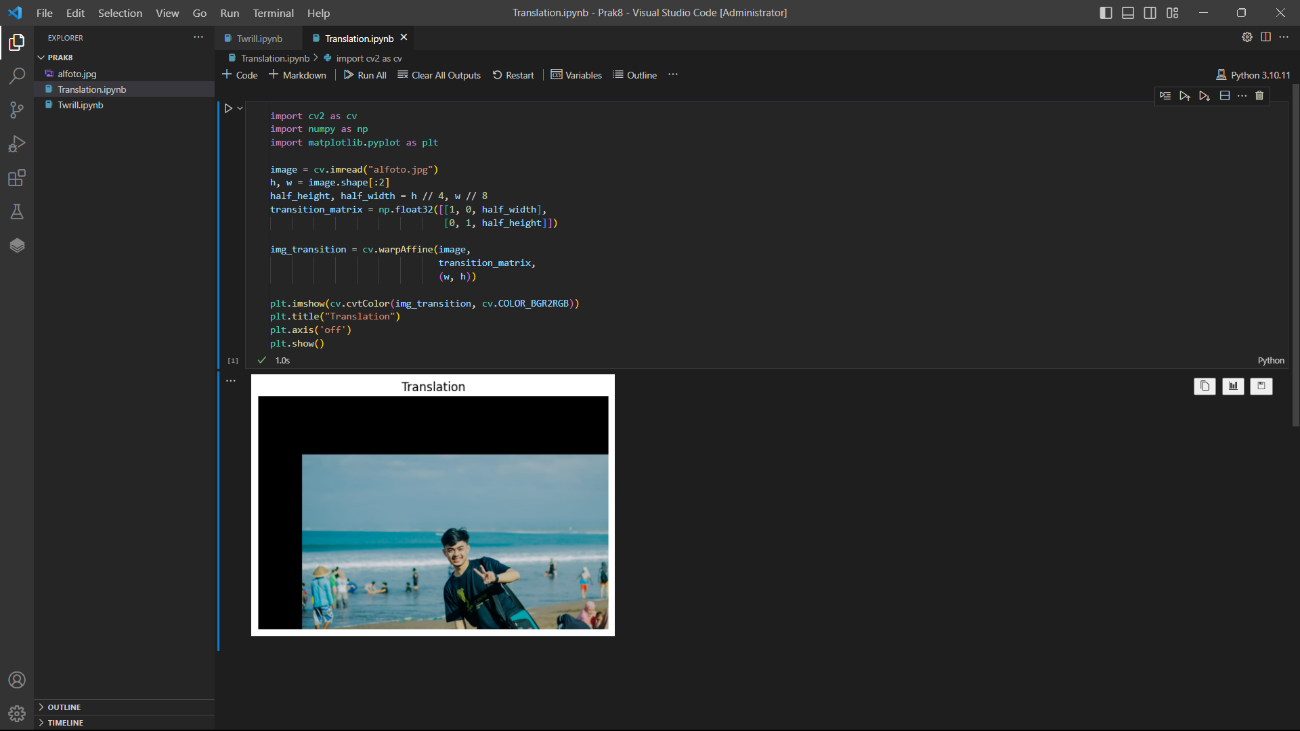 File Edit Selection View Go Run Terminal Help
Translation.ipynb - Prak8 - Visual Studio Code [Administrator]
EXPLORER
PRAK8
alfoto.jpg
Translation.ipynb
Twrill.ipynb
OUTLINE
TIMELINE
Twrill.ipynb
Translation.ipynb
Translation.ipynb > import cv2 as cv
+ Code + Markdown Run All Clear All Outputs Restart Variables Outline ...
Python 3.10.11
import cv2 as cv
import numpy as np
import matplotlib.pyplot as plt
image = cv.imread("alfoto.jpg")
h, w = image.shape[:2]
half_height, half_width = h // 4, w // 8
transition_matrix = np.float32([[1, 0, half_width],
[0, 1, half_height]])
img_transition = cv.warpAffine(image,
transition_matrix,
(w, h))
plt.imshow(cv.cvtColor(img_transition, cv.COLOR_BGR2RGB))
plt.title("Translation")
plt.axis('off')
plt.show()
[1] 1.0s
Python
Translation